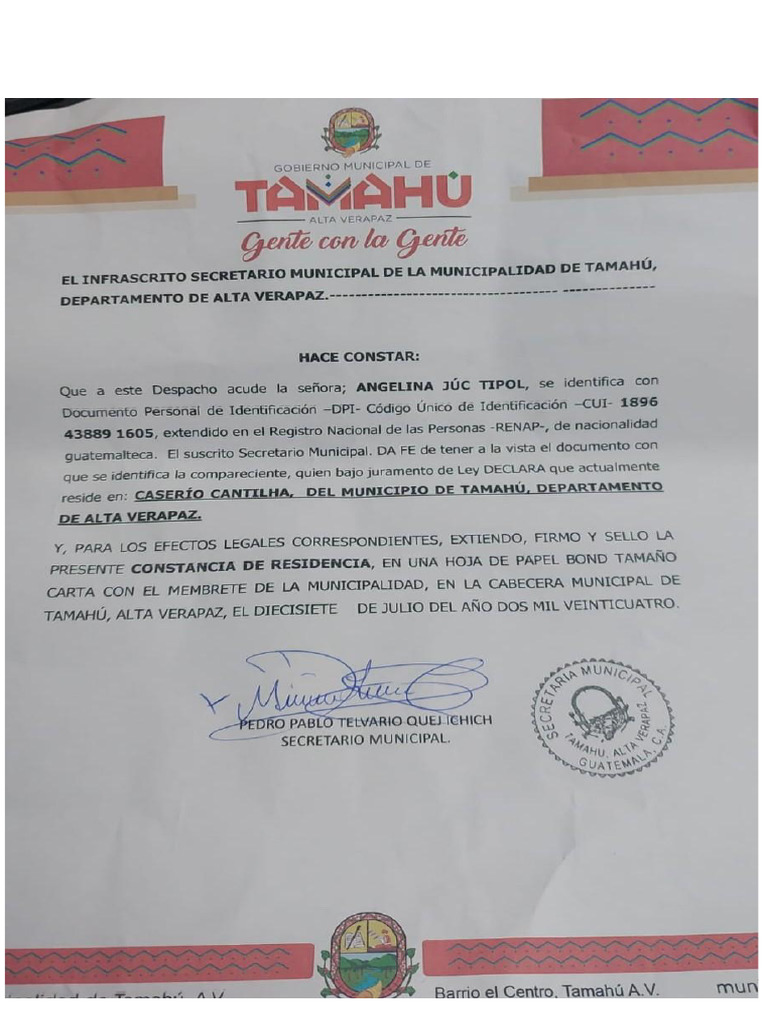 GOBIERNO MUNICIPAL DE
TAMAHÚ
ALTA VERAPAZ
Gente con la Gente
EL INFRASCRITO SECRETARIO MUNICIPAL DE LA MUNICIPALIDAD DE TAMAHÚ,
DEPARTAMENTO DE ALTA VERAPAZ.----------------------------------- --------------
HACE CONSTAR:
Que a este Despacho acude la señora; ANGELINA JÚC TIPOL, se identifica con
Documento Personal de Identificación –DPI- Código Único de Identificación –CUI- 1896
43889 1605, extendido en el Registro Nacional de las Personas -RENAP-, de nacionalidad
guatemalteca. El suscrito Secretario Municipal. DA FE de tener a la vista el documento con
que se identifica la compareciente, quien bajo juramento de Ley DECLARA que actualmente
reside en: CASERÍO CANTILHA, DEL MUNICIPIO DE TAMAHÚ, DEPARTAMENTO
DE ALTA VERAPAZ.
Y, PARA LOS EFECTOS LEGALES CORRESPONDIENTES, EXTIENDO, FIRMO Y SELLO LA
PRESENTE CONSTANCIA DE RESIDENCIA, EN UNA HOJA DE PAPEL BOND TAMAÑO
CARTA CON EL MEMBRETE DE LA MUNICIPALIDAD, EN LA CABECERA MUNICIPAL DE
TAMAHÚ, ALTA VERAPAZ, EL DIECISIETE DE JULIO DEL AÑO DOS MIL VEINTICUATRO.
PEDRO PABLO TELVARIO QUEJ ICHICH
SECRETARIO MUNICIPAL.
SECRETARIA MUNICIPAL
TAMAHU, ALTA VERAPAZ
GUATEMALA, C.A.
de Tamahú, A.V.
Barrio el Centro, Tamahú A.V.
mun